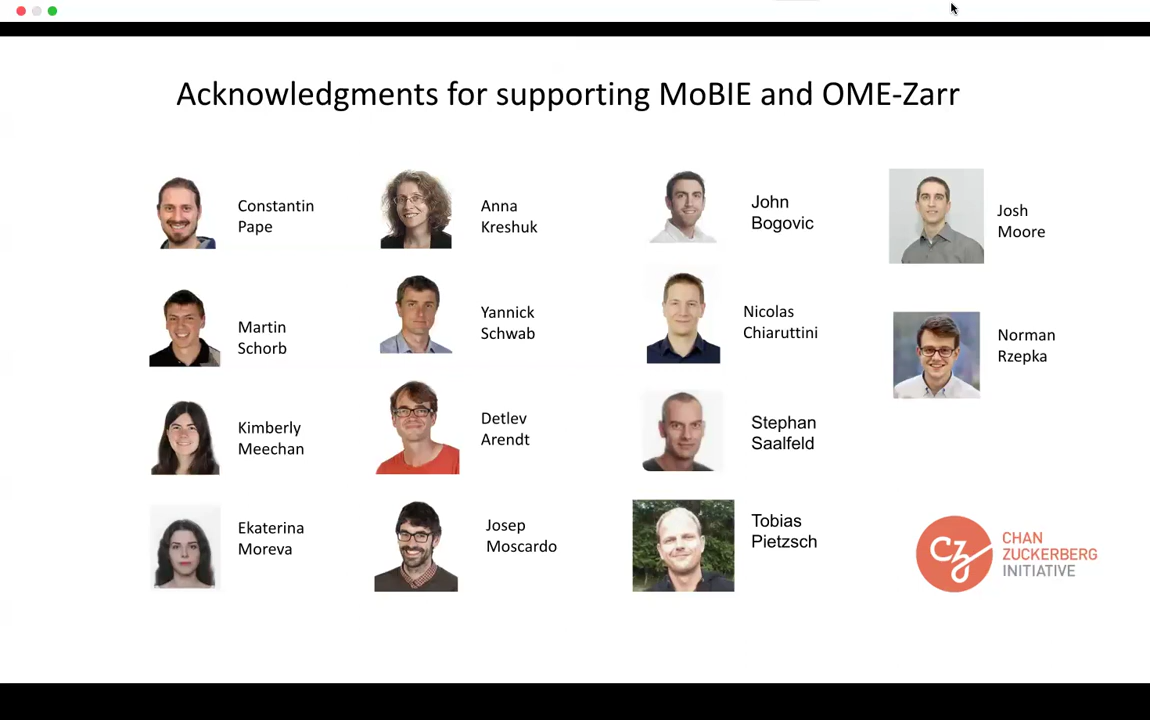 Acknowledgments for supporting MoBIE and OME-Zarr
Constantin
Pape
Anna
Kreshuk
John
Bogovic
Josh
Moore
Martin
Schorb
Yannick
Schwab
Nicolas
Chiaruttini
Norman
Rzepka
Kimberly
Meechan
Detlev
Arendt
Stephan
Saalfeld
Ekaterina
Moreva
Josep
Moscardo
Tobias
Pietzsch
CZ
CHAN
ZUCKERBERG
INITIATIVE